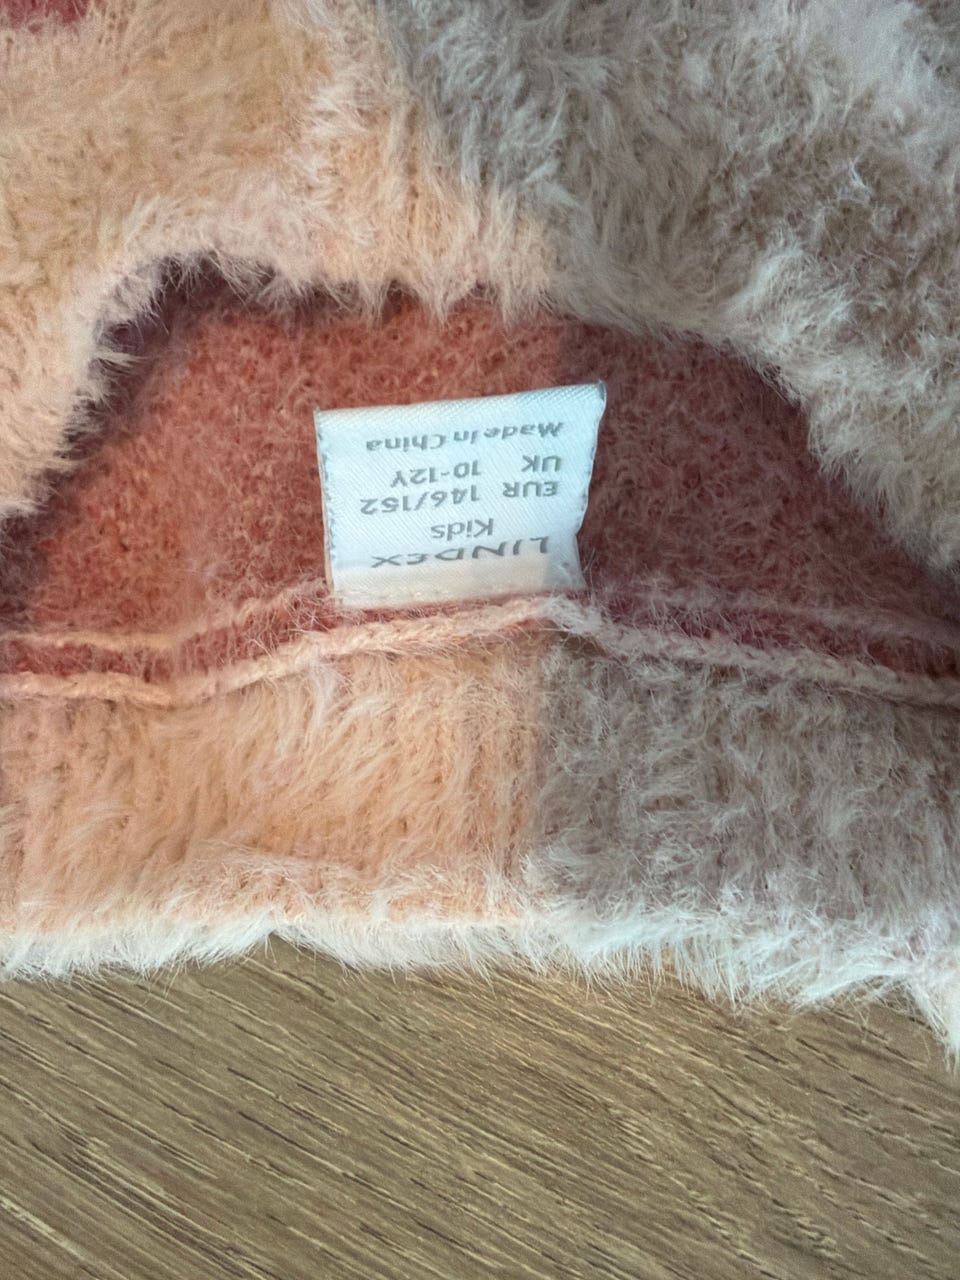 LINDEX
Kids
EUR 146/152
UK 10-12Y
Made in China